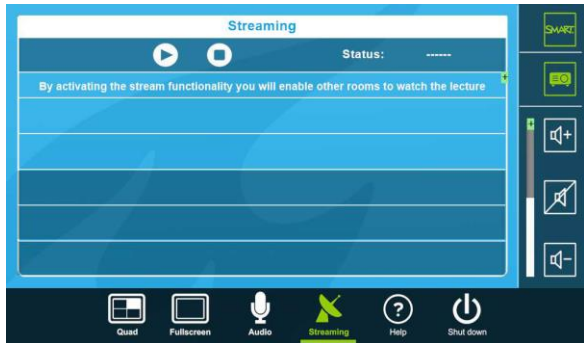 Streaming
SMART
Status: ------
By activating the stream functionality you will enable other rooms to watch the lecture
Quad
Fullscreen
Audio
Streaming
Help
Shut down